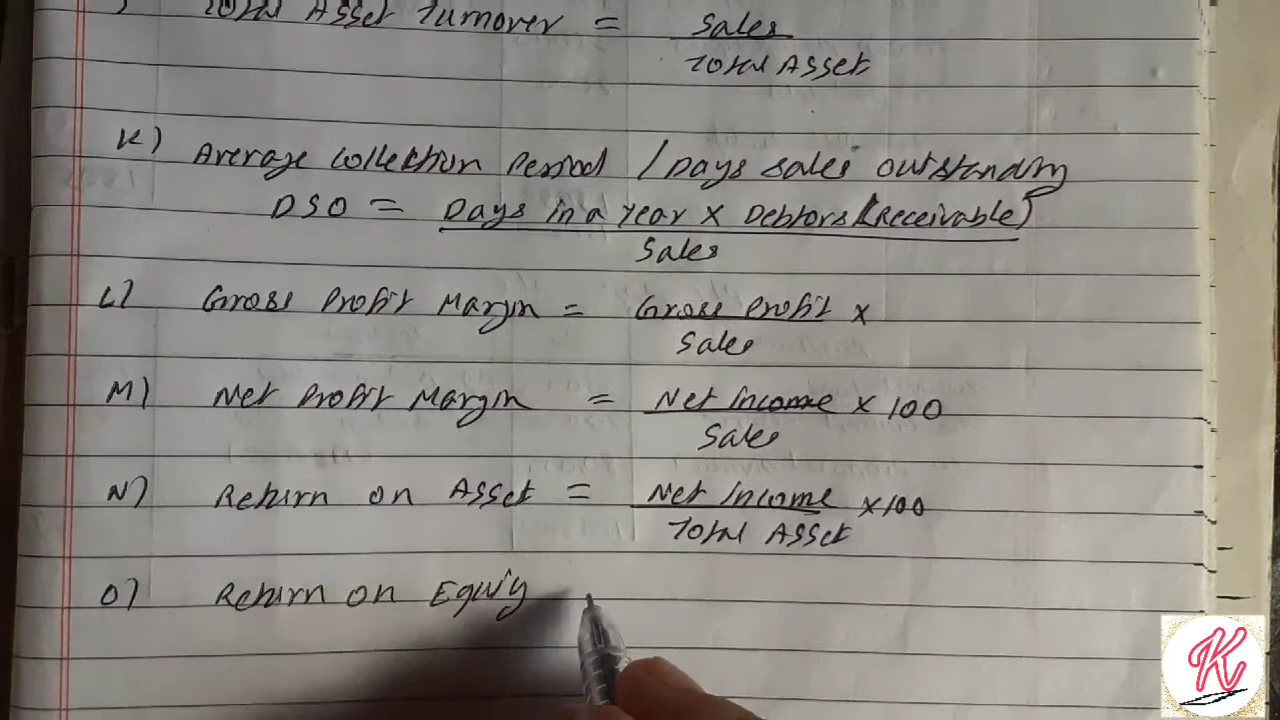 Total Asset Turnover = Sales
Total Asset
K) Average Collection Period / Days sales outstanding
DSO = Days in a year x Debtors (Receivable)
Sales
L) Gross Profit Margin = Gross Profit x
Sales
M) Net Profit Margin = Net Income x 100
Sales
N) Return on Asset = Net Income x 100
Total Asset
O) Return on Equiy
K